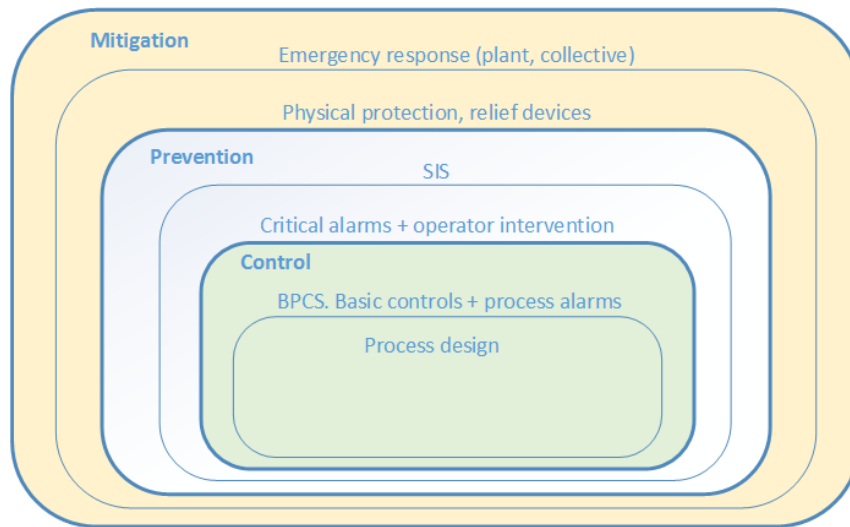 Mitigation
Emergency response (plant, collective)
Physical protection, relief devices
Prevention
SIS
Critical alarms + operator intervention
Control
BPCS. Basic controls + process alarms
Process design